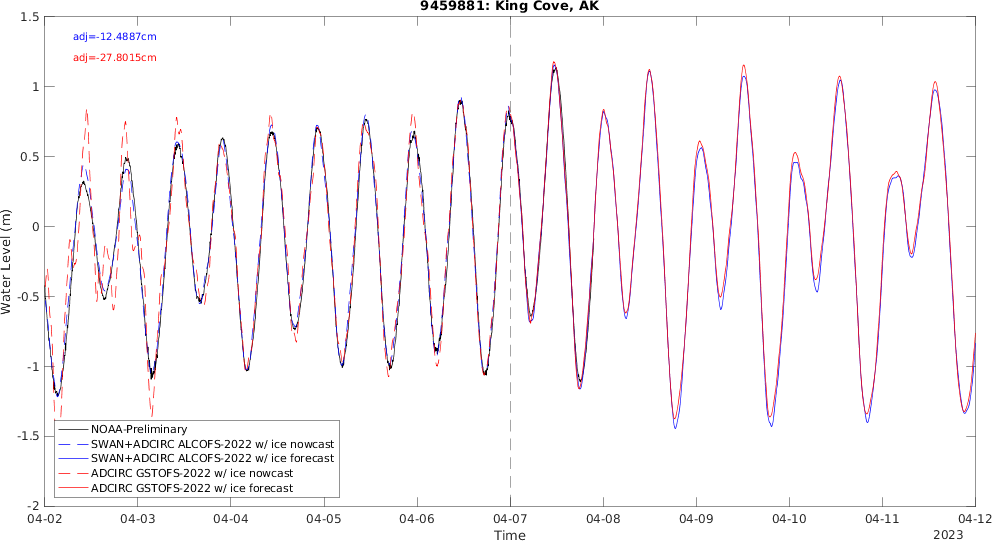 9459881: King Cove, AK
adj=-12.4887cm
adj=-27.8015cm
1.5
1
0.5
0
-0.5
-1
-1.5
-2
Water Level (m)
NOAA-Preliminary
SWAN+ADCIRC ALCOFS-2022 w/ ice nowcast
SWAN+ADCIRC ALCOFS-2022 w/ ice forecast
ADCIRC GSTOFS-2022 w/ ice nowcast
ADCIRC GSTOFS-2022 w/ ice forecast
04-02 04-03 04-04 04-05 04-06 04-07 04-08 04-09 04-10 04-11 04-12
Time
2023